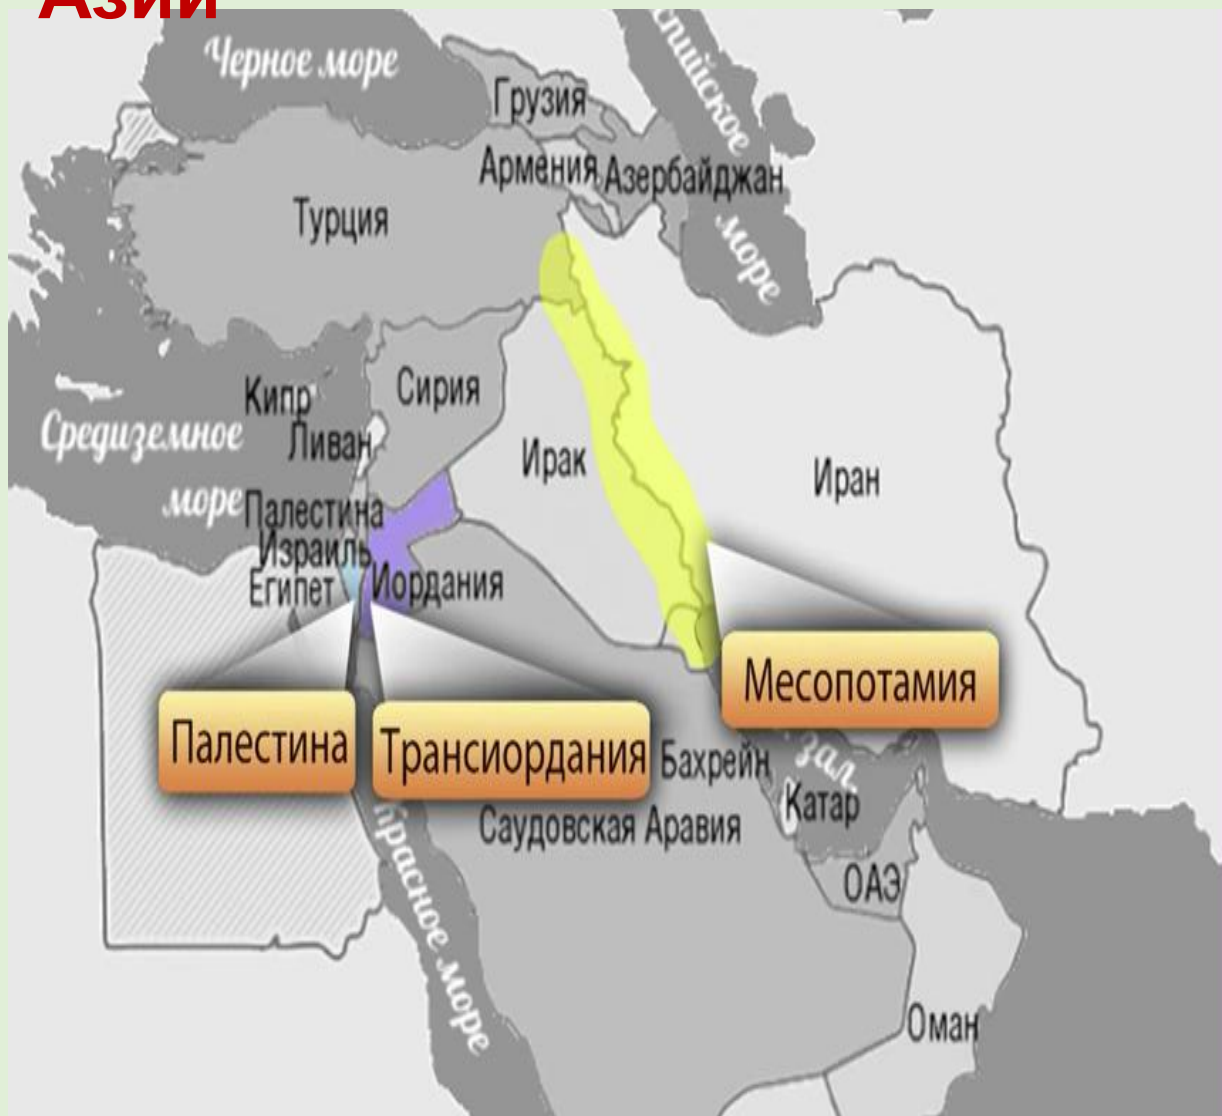 Азии
Черное море
Грузия
Армения
Азербайджан
море
Турция
Кипр
Сирия
Средиземное
море
Ливан
Ирак
Иран
Палестина
Израиль
Египет
Иордания
Месопотамия
Палестина
Трансиордания
Бахрейн
зал.
Катар
Саудовская Аравия
ОАЭ
Красное море
Оман